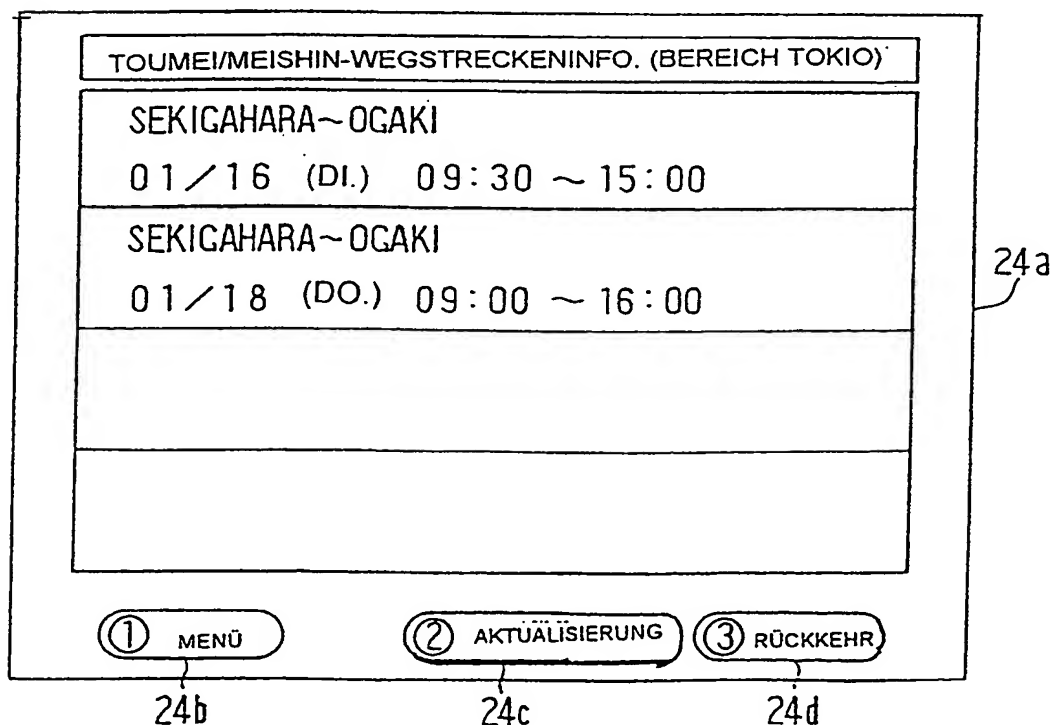 TOUMEI/MEISHIN-WEGSTRECKENINFO. (BEREICH TOKIO)
SEKIGAHARA~OGAKI
01/16 (DI.) 09:30 ~ 15:00
SEKIGAHARA~OGAKI
01/18 (DO.) 09:00 ~ 16:00
24a
① MENÜ ② AKTUALISIERUNG ③ RÜCKKEHR
24b 24c 24d